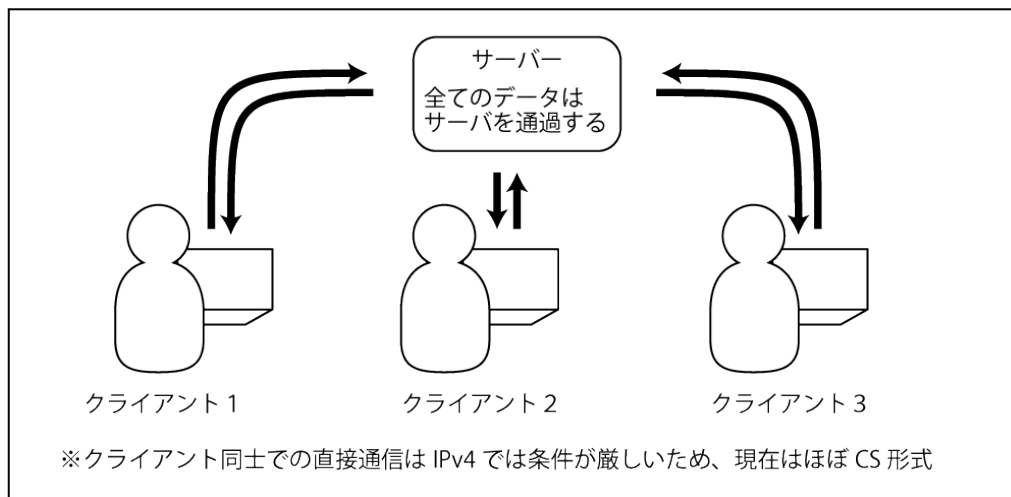 サーバー
全てのデータは
サーバを通過する
クライアント 1
クライアント 2
クライアント 3
※クライアント同士での直接通信は IPv4 では条件が厳しいため、現在はほぼ CS 形式